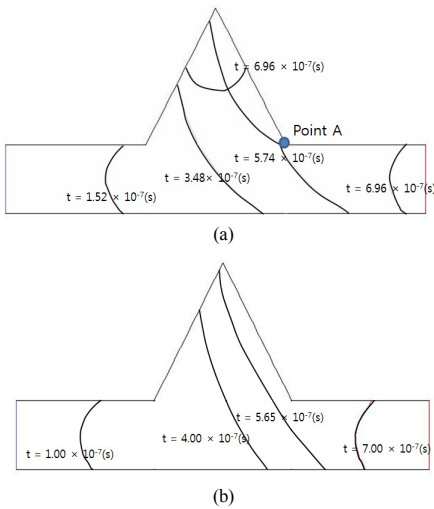 t = 6.96 × 10⁻⁷(s)
Point A
t = 5.74 × 10⁻⁷(s)
t = 3.48× 10⁻⁷(s)
t = 6.96 × 10⁻⁷(s)
t = 1.52 × 10⁻⁷(s)
(a)
t = 5.65 × 10⁻⁷(s)
t = 4.00 × 10⁻⁷(s)
t = 7.00 × 10⁻⁷(s)
t = 1.00 × 10⁻⁷(s)
(b)